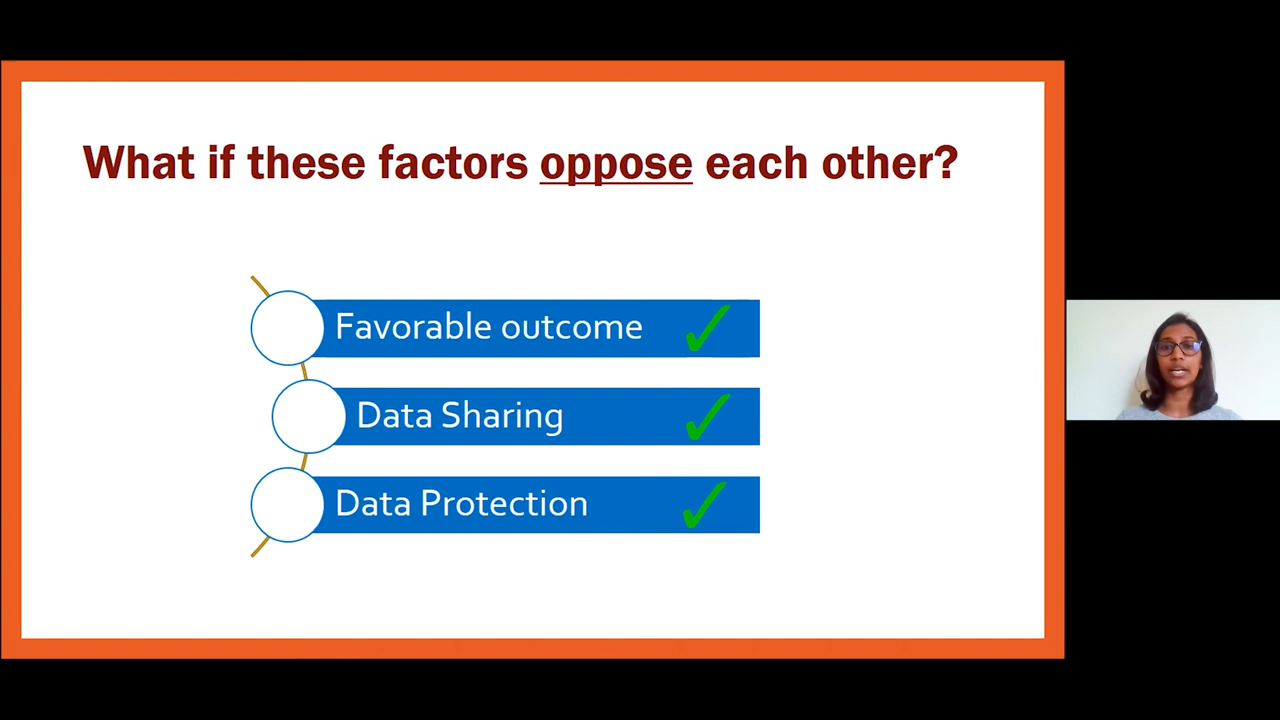 What if these factors oppose each other?
Favorable outcome
Data Sharing
Data Protection